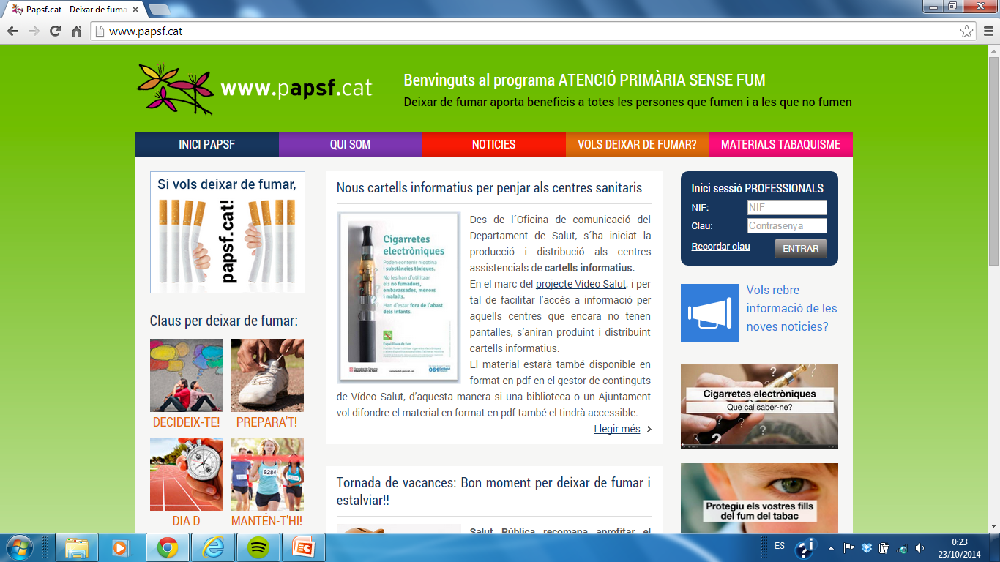 Papsf.cat - Deixar de fuma
www.papsf.cat
www.papsf.cat
Benvinguts al programa ATENCIÓ PRIMÀRIA SENSE FUM
Deixar de fumar aporta beneficis a totes les persones que fumen i a les que no fumen
INICI PAPSF
QUI SOM
NOTICIES
VOLS DEIXAR DE FUMAR?
MATERIALS TABAQUISME
Si vols deixar de fumar,
papsf.cat!
Claus per deixar de fumar:
DECIDEIX-TE!
PREPARA'T!
9284
DIA D
MANTÉN-T'HI!
Nous cartells informatius per penjar als centres sanitaris
Cigarretes
electròniques
Poden contenir nicotina
i substàncies tòxiques.
No les han d'utilitzar
els no fumadors,
embarassades, menors
i malalts.
Han d'estar fora de l'abast
dels infants.
Espai lliure de fum
061
Des de l´Oficina de comunicació del
Departament de Salut, s´ha iniciat la
producció i distribució als centres
assistencials de cartells informatius.
En el marc del projecte Vídeo Salut, i per
tal de facilitar l'accés a informació per
aquells centres que encara no tenen
pantalles, s'aniran produint i distribuint
cartells informatius.
El material estarà també disponible en
format en pdf en el gestor de continguts
de Vídeo Salut, d'aquesta manera si una biblioteca o un Ajuntament
vol difondre el material en format en pdf també el tindrà accessible.
Llegir més
Tornada de vacances: Bon moment per deixar de fumar i
estalviar!!
Salut Pública recomana aprofitar el
Inici sessió PROFESSIONALS
NIF:
NIF
Clau:
Contrasenya
Recordar clau
ENTRAR
Vols rebre
informació de les
noves noticies?
Cigarretes electròniques
Que cal saber-ne?
Protegiu els vostres fills
del fum del tabac
ES
0:23
23/10/2014